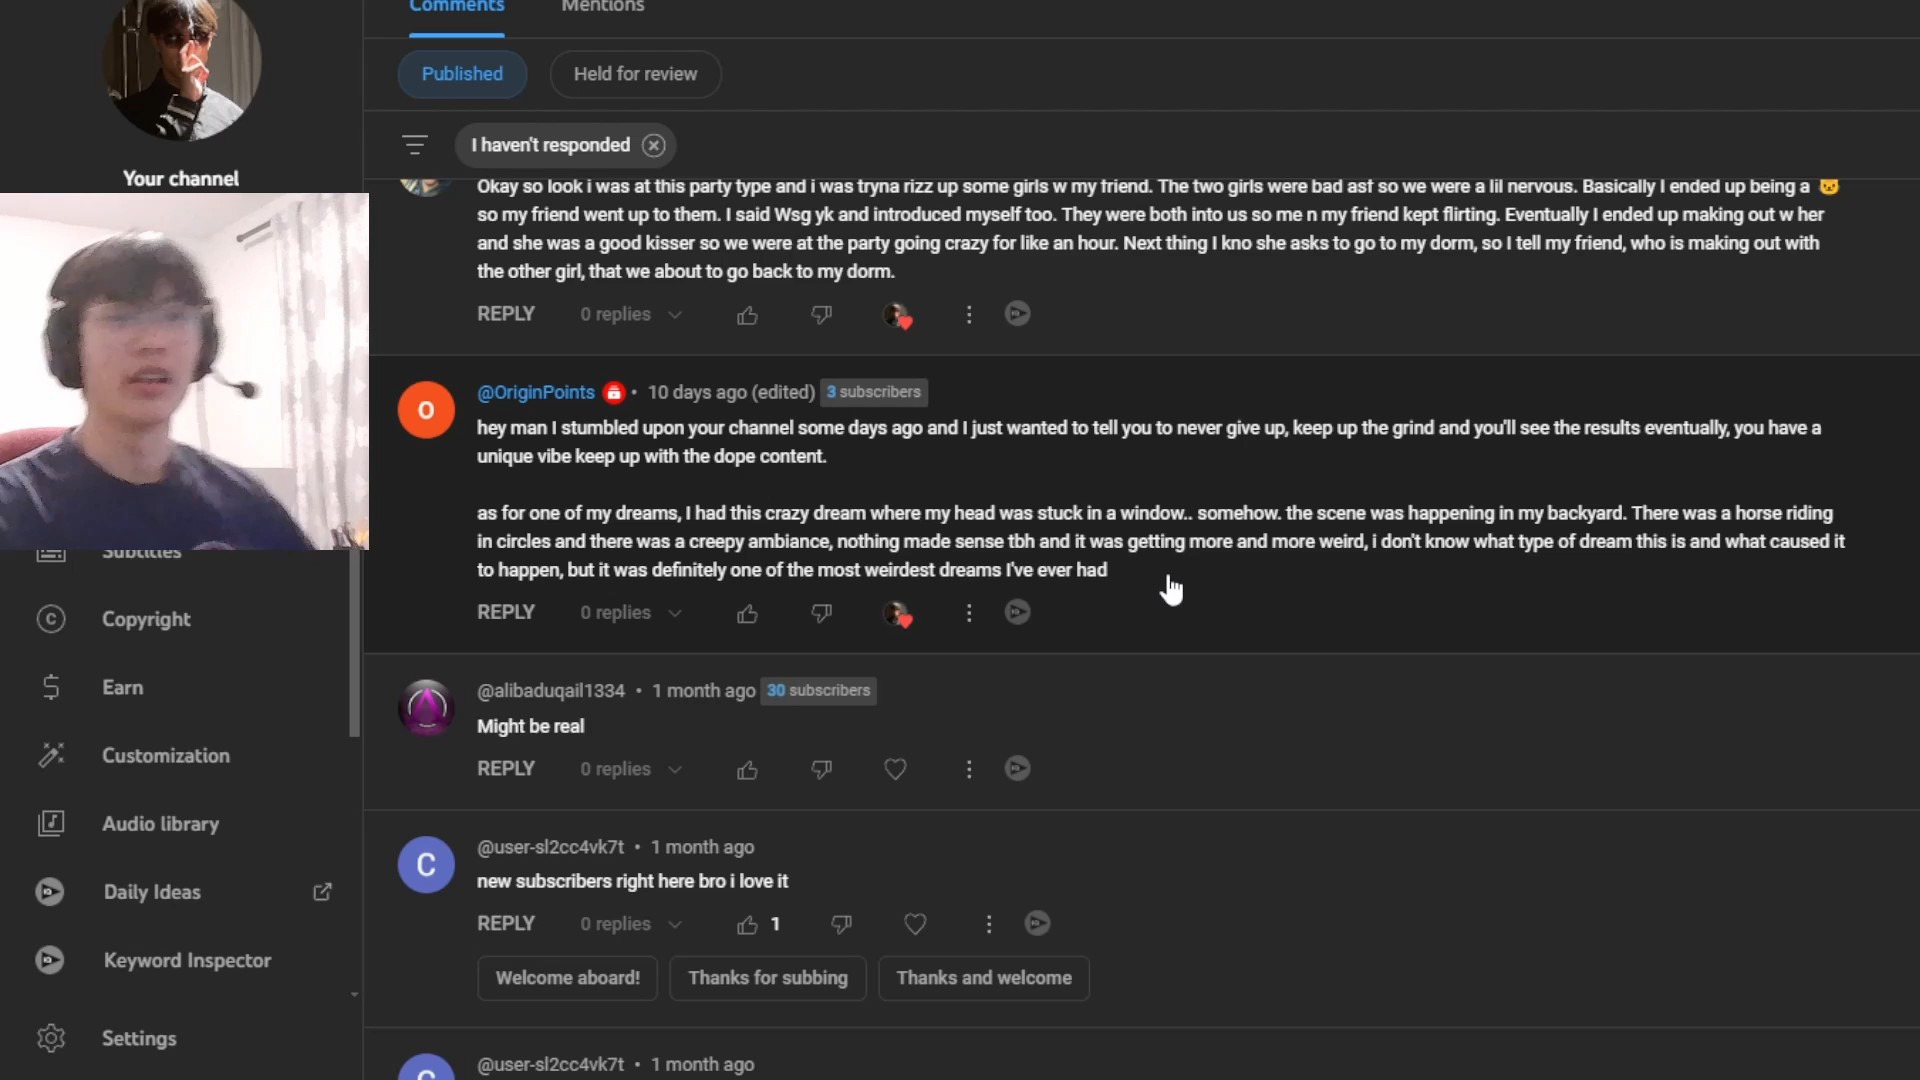 Comments Mentions
Published Held for review
I haven't responded
Your channel
Subtitles
Copyright
Earn
Customization
Audio library
Daily Ideas
Keyword Inspector
Settings
Okay so look i was at this party type and i was tryna rizz up some girls w my friend. The two girls were bad asf so we were a lil nervous. Basically I ended up being a 🐱
so my friend went up to them. I said Wsg yk and introduced myself too. They were both into us so me n my friend kept flirting. Eventually I ended up making out w her
and she was a good kisser so we were at the party going crazy for like an hour. Next thing I kno she asks to go to my dorm, so I tell my friend, who is making out with
the other girl, that we about to go back to my dorm.
REPLY 0 replies
O
@OriginPoints • 10 days ago (edited) 3 subscribers
hey man I stumbled upon your channel some days ago and I just wanted to tell you to never give up, keep up the grind and you'll see the results eventually, you have a
unique vibe keep up with the dope content.
as for one of my dreams, I had this crazy dream where my head was stuck in a window.. somehow. the scene was happening in my backyard. There was a horse riding
in circles and there was a creepy ambiance, nothing made sense tbh and it was getting more and more weird, i don't know what type of dream this is and what caused it
to happen, but it was definitely one of the most weirdest dreams I've ever had
REPLY 0 replies
@alibaduqail1334 • 1 month ago 30 subscribers
Might be real
REPLY 0 replies
C
@user-sl2cc4vk7t • 1 month ago
new subscribers right here bro i love it
REPLY 0 replies 1
Welcome aboard! Thanks for subbing Thanks and welcome
C
@user-sl2cc4vk7t • 1 month ago